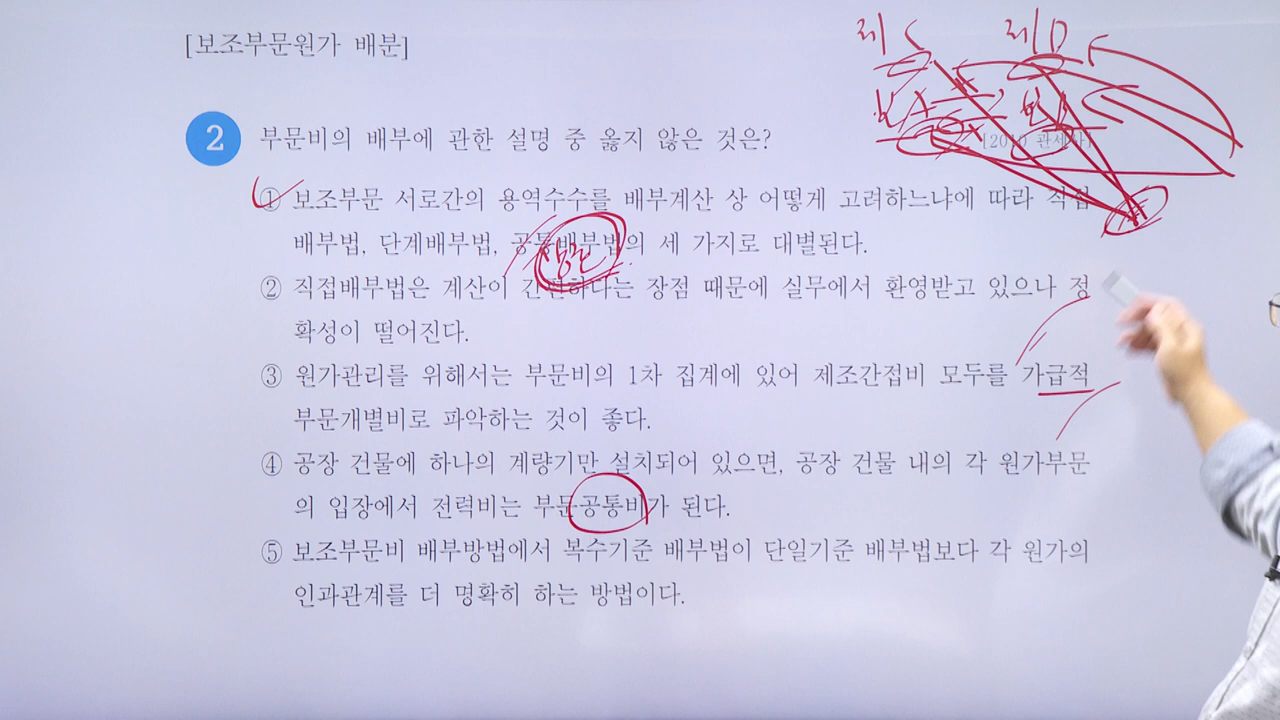 [보조부문원가 배분]
제 C 제 D
2 부문비의 배부에 관한 설명 중 옳지 않은 것은?
[2010 관세사]
① 보조부문 서로간의 용역수수를 배부계산 상 어떻게 고려하느냐에 따라 직접
배부법, 단계배부법, 공통배부법의 세 가지로 대별된다.
상호
② 직접배부법은 계산이 간편하다는 장점 때문에 실무에서 환영받고 있으나 정
확성이 떨어진다.
③ 원가관리를 위해서는 부문비의 1차 집계에 있어 제조간접비 모두를 가급적
부문개별비로 파악하는 것이 좋다.
④ 공장 건물에 하나의 계량기만 설치되어 있으면, 공장 건물 내의 각 원가부문
의 입장에서 전력비는 부문공통비가 된다.
⑤ 보조부문비 배부방법에서 복수기준 배부법이 단일기준 배부법보다 각 원가의
인과관계를 더 명확히 하는 방법이다.